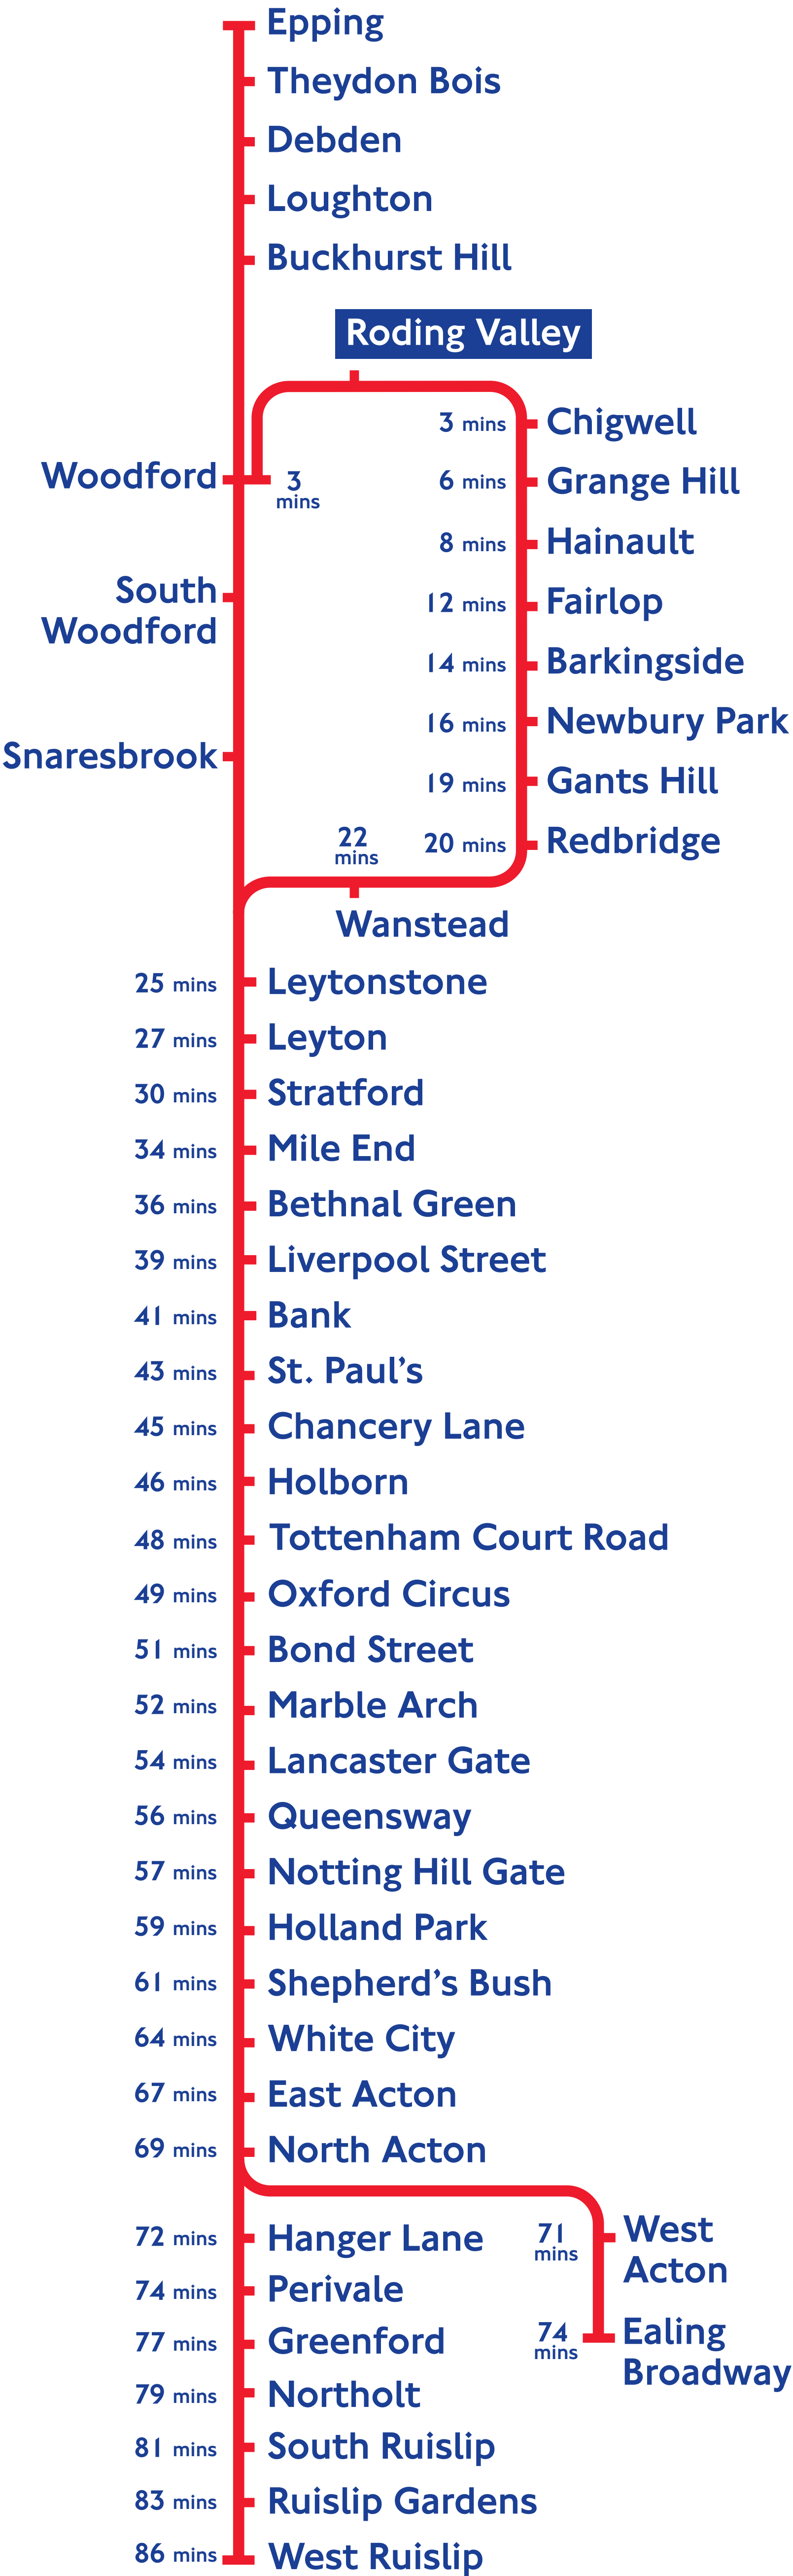 Epping
Theydon Bois
Debden
Loughton
Buckhurst Hill
Roding Valley
3 mins Chigwell
Woodford
3
mins
6 mins Grange Hill
8 mins Hainault
South
Woodford
12 mins Fairlop
14 mins Barkingside
16 mins Newbury Park
Snaresbrook
19 mins Gants Hill
20 mins Redbridge
22
mins
Wanstead
25 mins Leytonstone
27 mins Leyton
30 mins Stratford
34 mins Mile End
36 mins Bethnal Green
39 mins Liverpool Street
41 mins Bank
43 mins St. Paul’s
45 mins Chancery Lane
46 mins Holborn
48 mins Tottenham Court Road
49 mins Oxford Circus
51 mins Bond Street
52 mins Marble Arch
54 mins Lancaster Gate
56 mins Queensway
57 mins Notting Hill Gate
59 mins Holland Park
61 mins Shepherd’s Bush
64 mins White City
67 mins East Acton
69 mins North Acton
71
mins
West
Acton
74
mins
Ealing
Broadway
72 mins Hanger Lane
74 mins Perivale
77 mins Greenford
79 mins Northolt
81 mins South Ruislip
83 mins Ruislip Gardens
86 mins West Ruislip